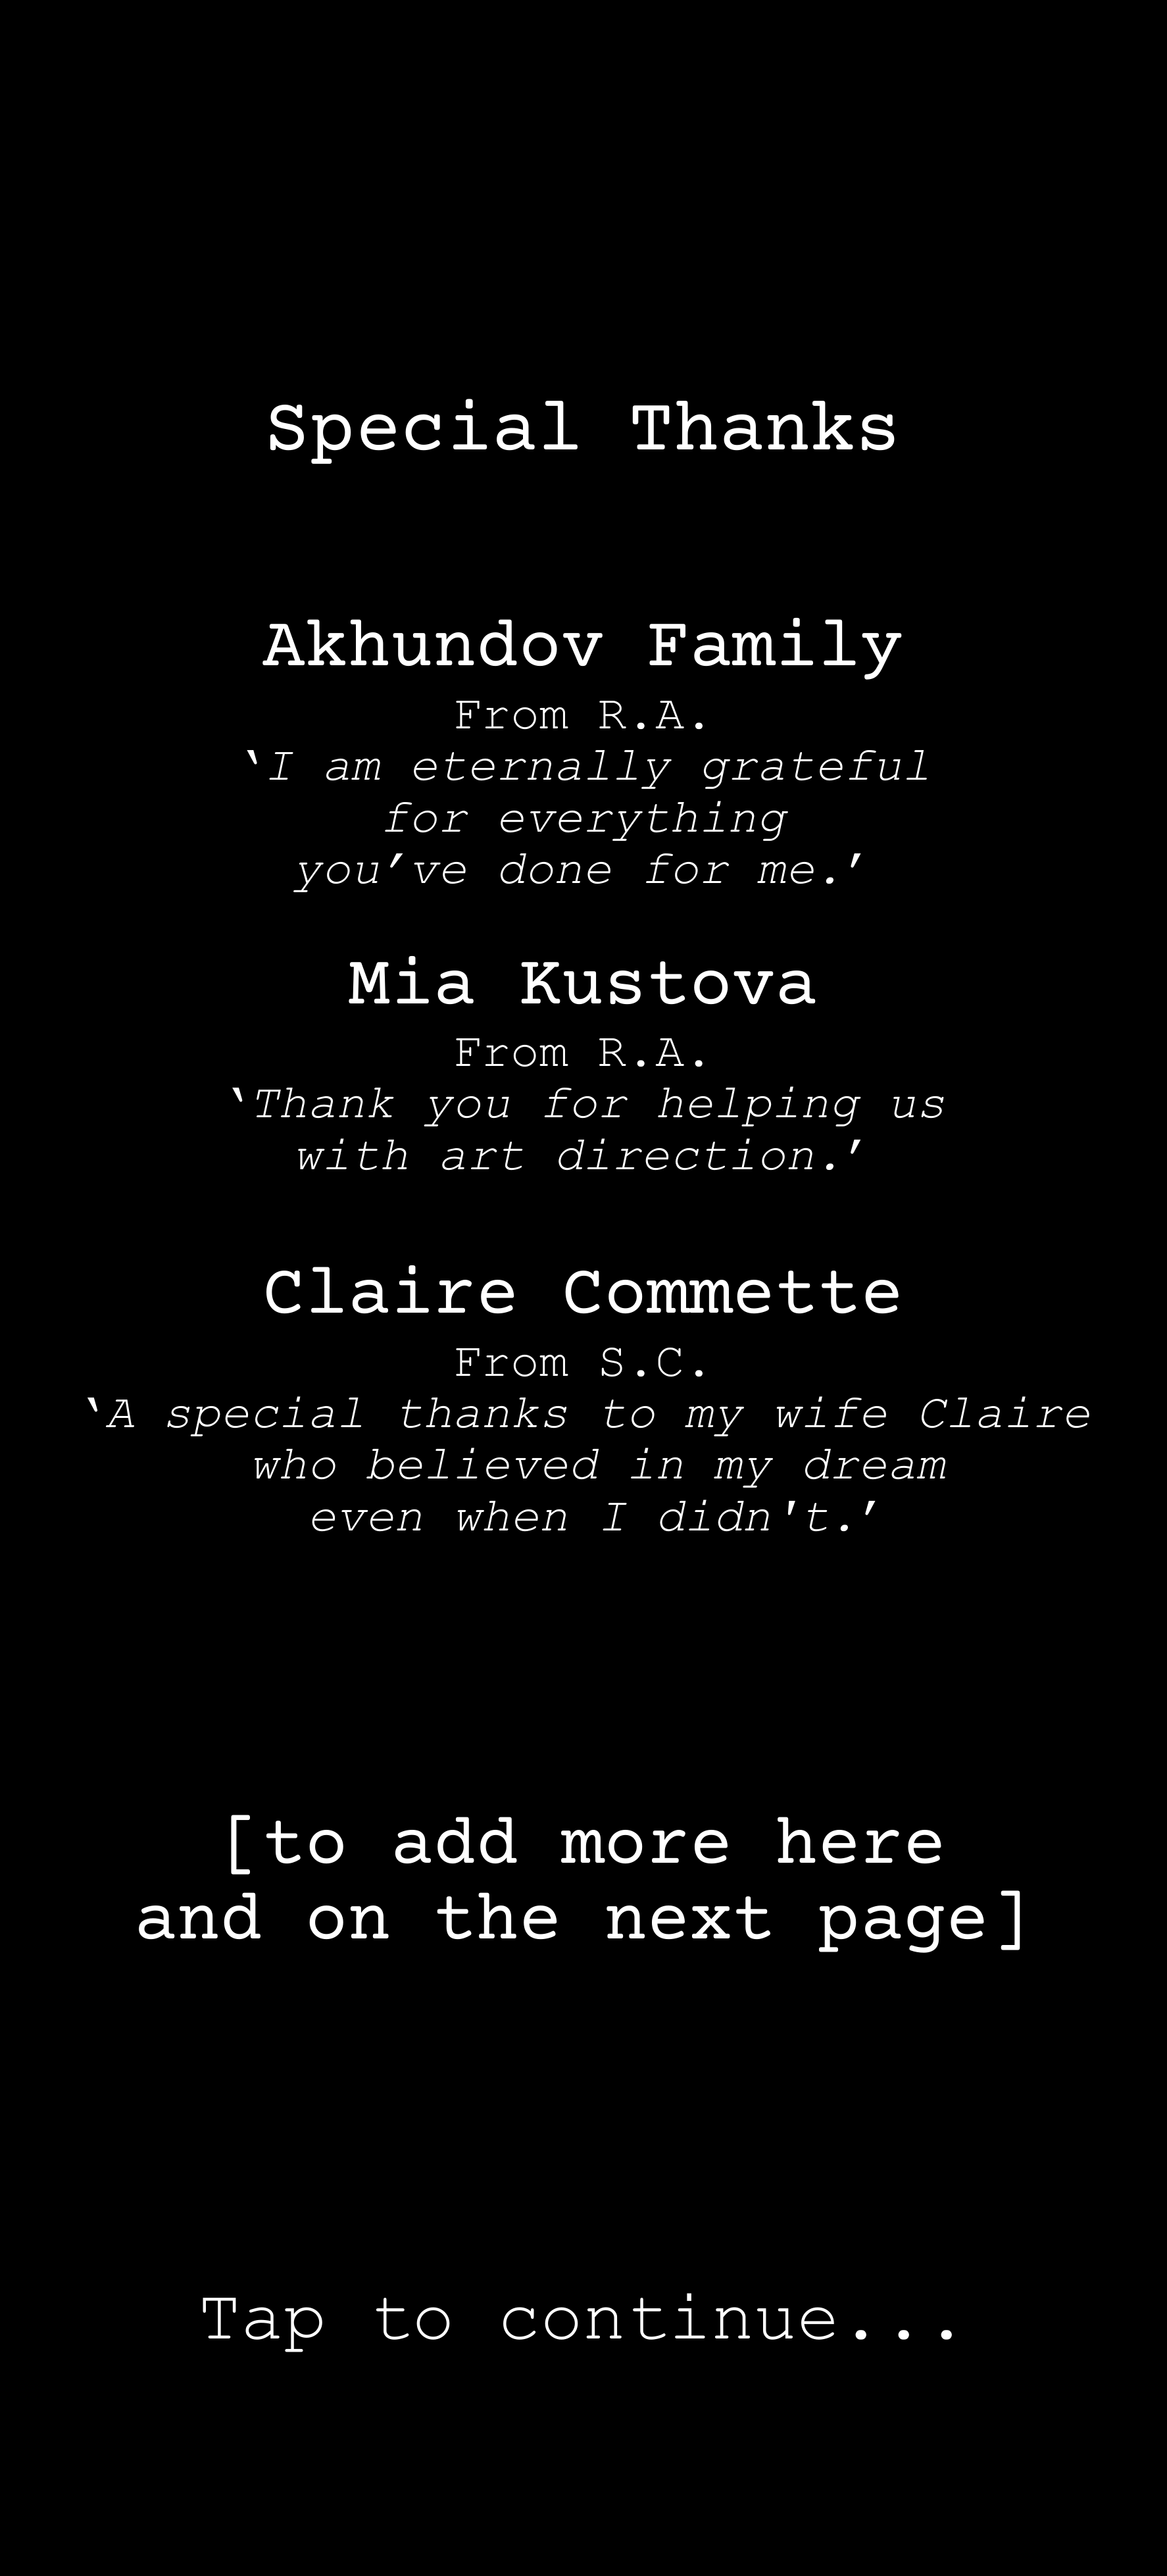 Special Thanks
Akhundov Family
From R.A.
‘I am eternally grateful
for everything
you’ve done for me.’
Mia Kustova
From R.A.
‘Thank you for helping us
with art direction.’
Claire Commette
From S.C.
‘A special thanks to my wife Claire
who believed in my dream
even when I didn't.’
[to add more here
and on the next page]
Tap to continue...